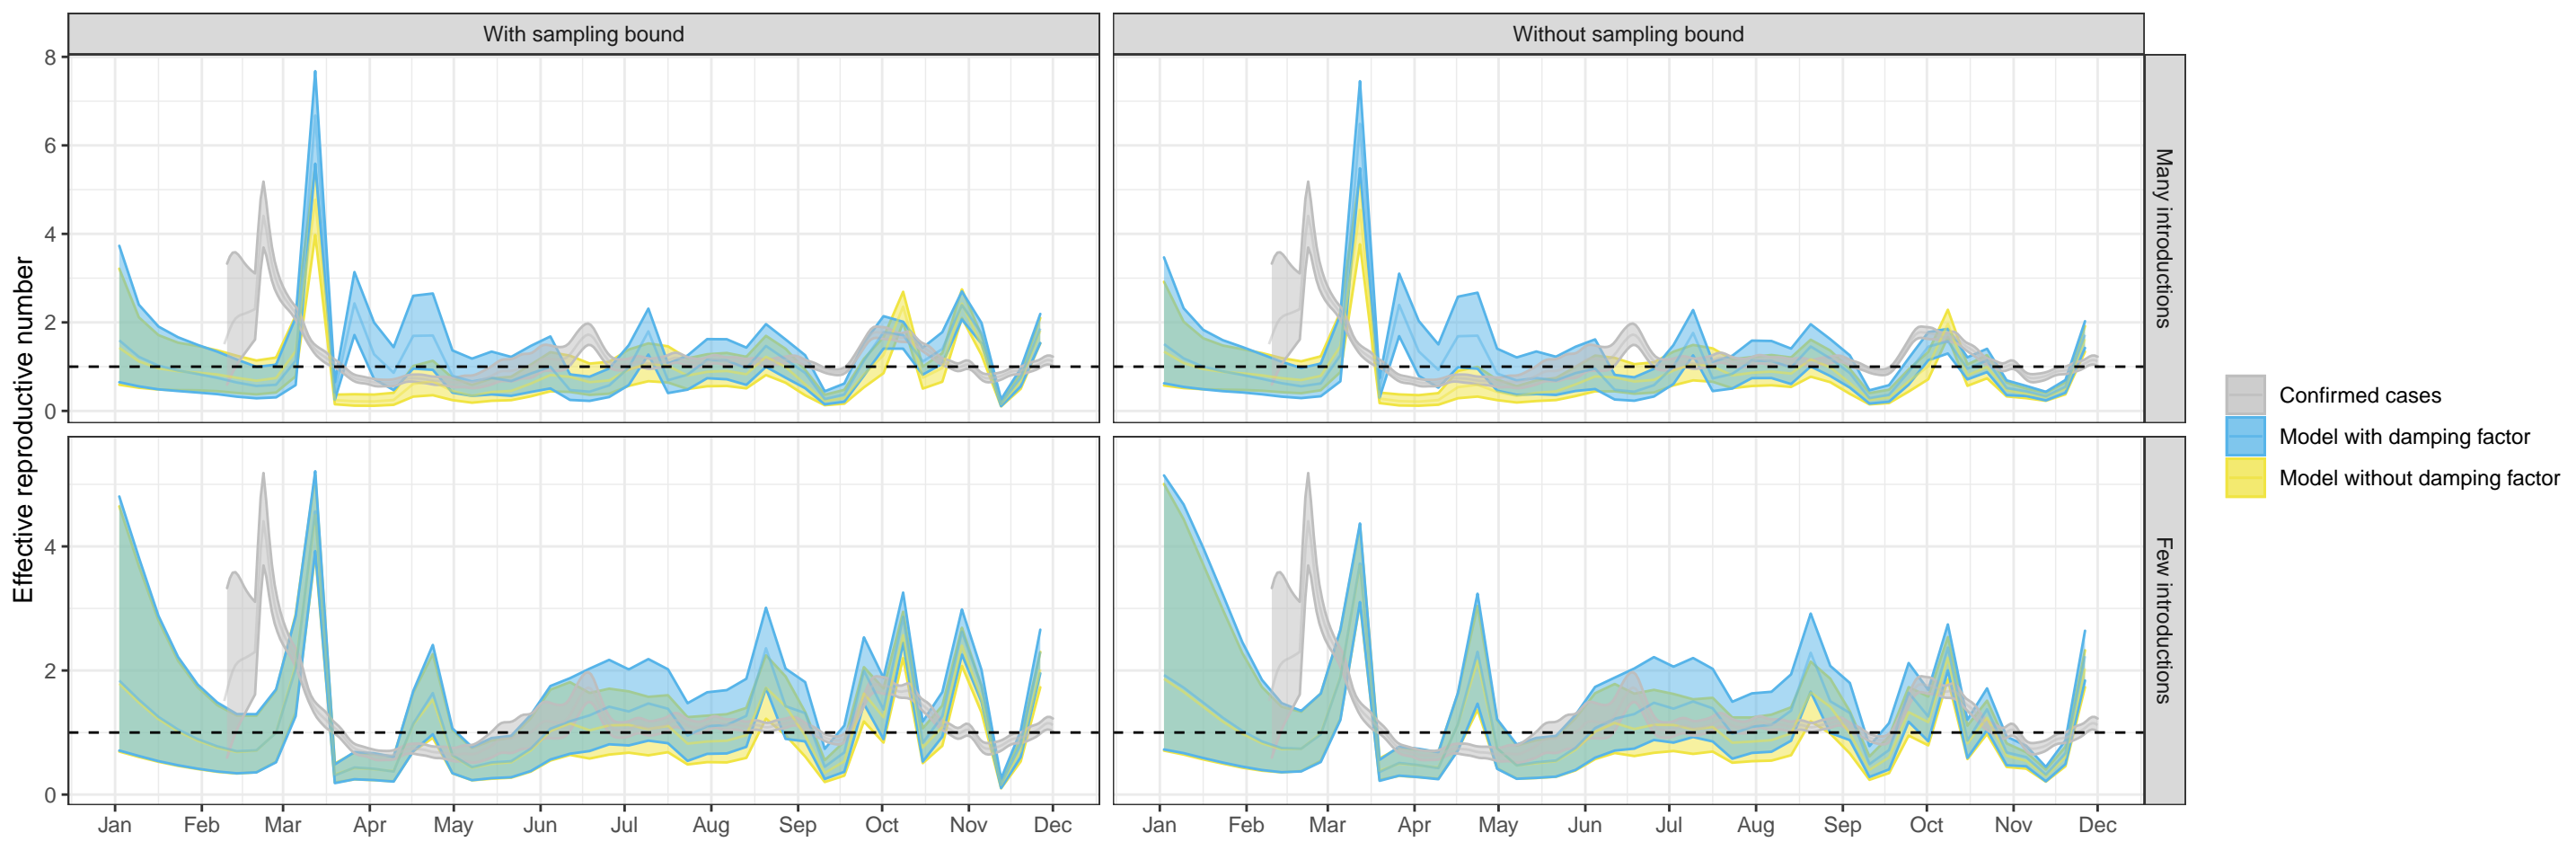 With sampling bound
Without sampling bound
Effective reproductive number
8
6
4
2
0
Many introductions
4
2
0
Few introductions
Jan Feb Mar Apr May Jun Jul Aug Sep Oct Nov Dec
Jan Feb Mar Apr May Jun Jul Aug Sep Oct Nov Dec
Confirmed cases
Model with damping factor
Model without damping factor